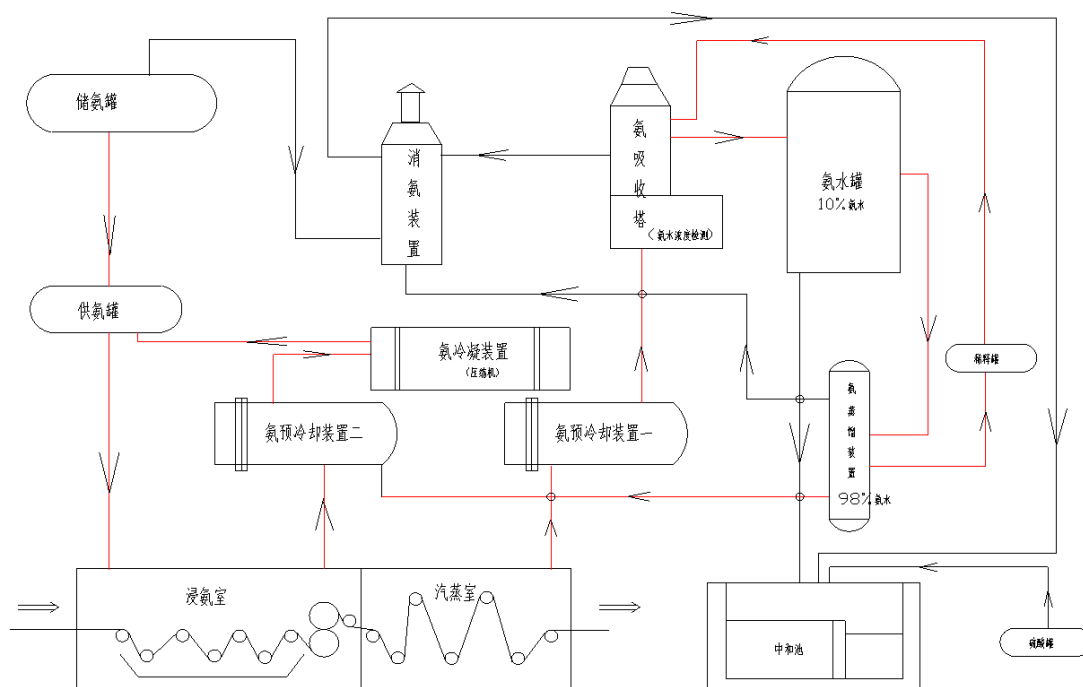 储氨罐
消氨装置
氨吸收塔
(氨水浓度检测)
氨水罐
10%氨水
供氨罐
氨冷凝装置
(压缩机)
稀释罐
氨预冷却装置二
氨预冷却装置一
氨蒸馏装置
98%氨水
浸氨室
汽蒸室
中和池
硫酸罐